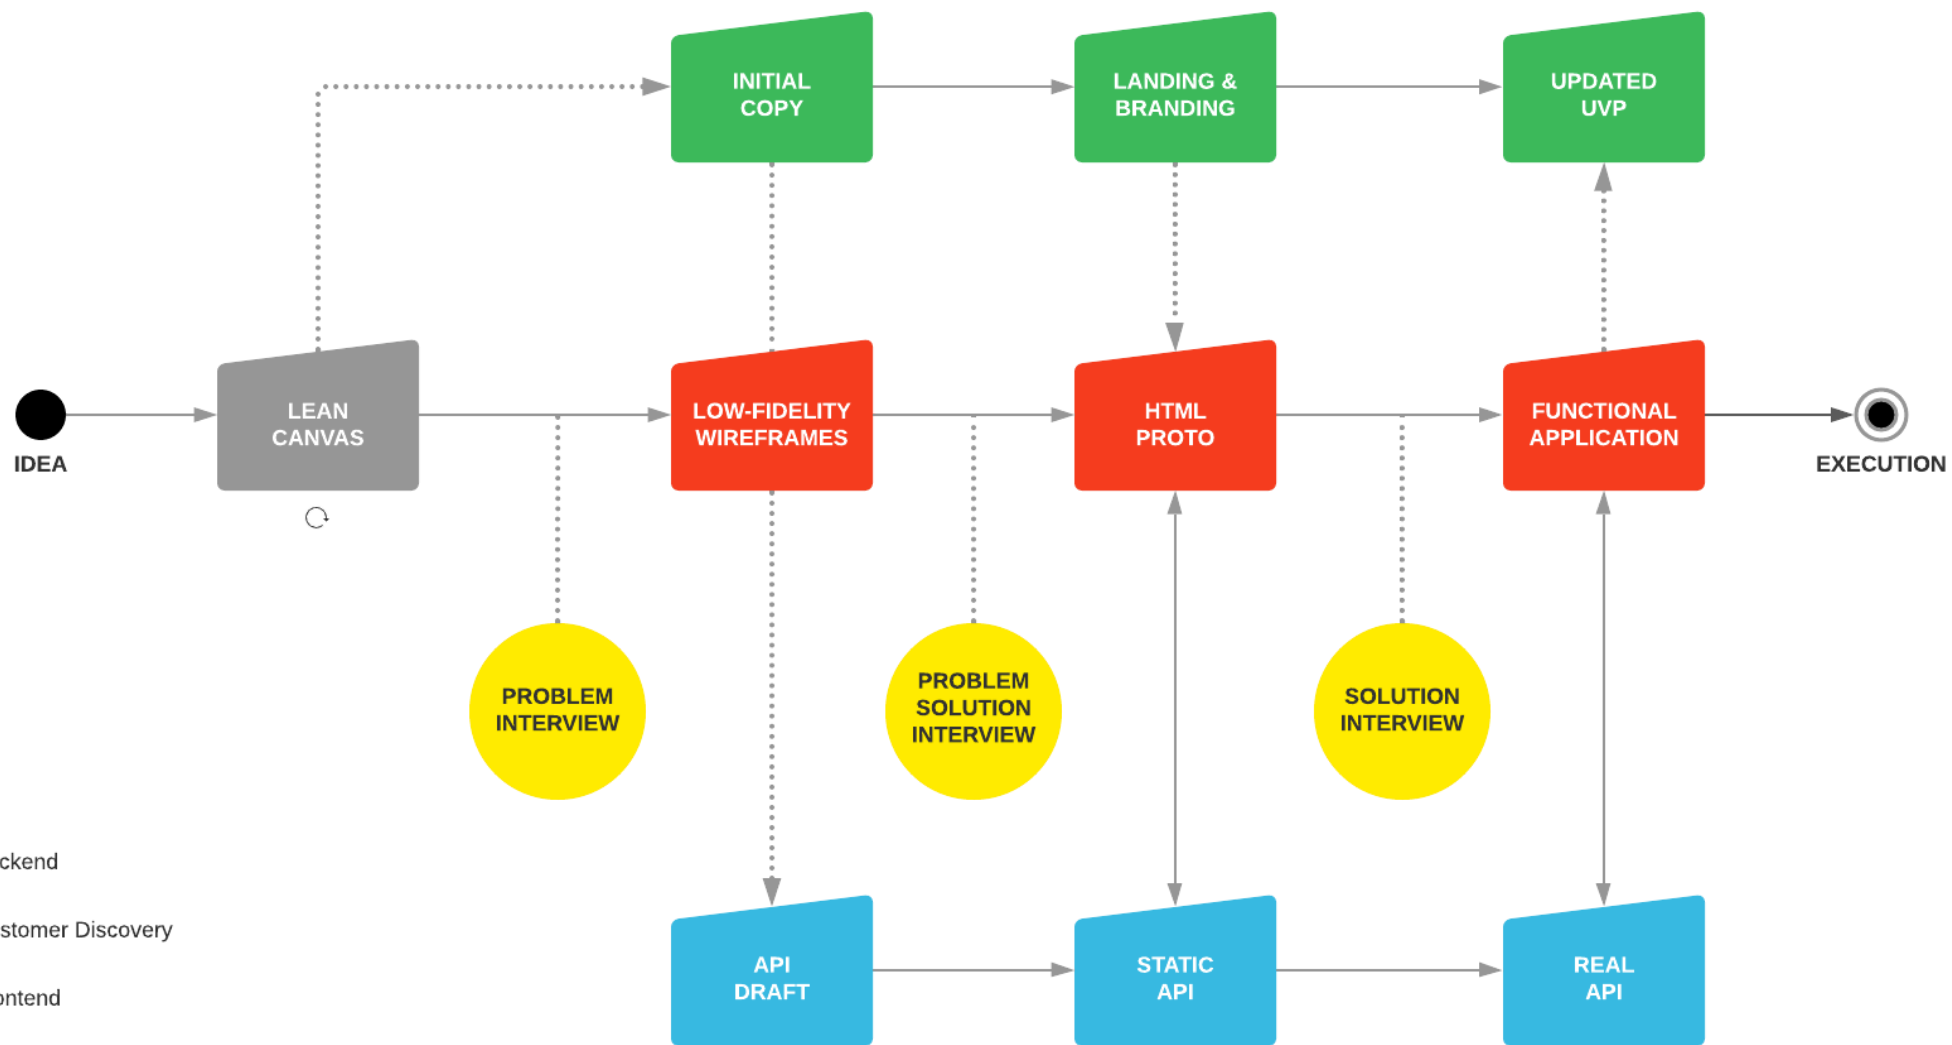 INITIAL
COPY
LANDING &
BRANDING
UPDATED
UVP
IDEA
LEAN
CANVAS
LOW-FIDELITY
WIREFRAMES
HTML
PROTO
FUNCTIONAL
APPLICATION
EXECUTION
PROBLEM
INTERVIEW
PROBLEM
SOLUTION
INTERVIEW
SOLUTION
INTERVIEW
ckend
stomer Discovery
ontend
API
DRAFT
STATIC
API
REAL
API